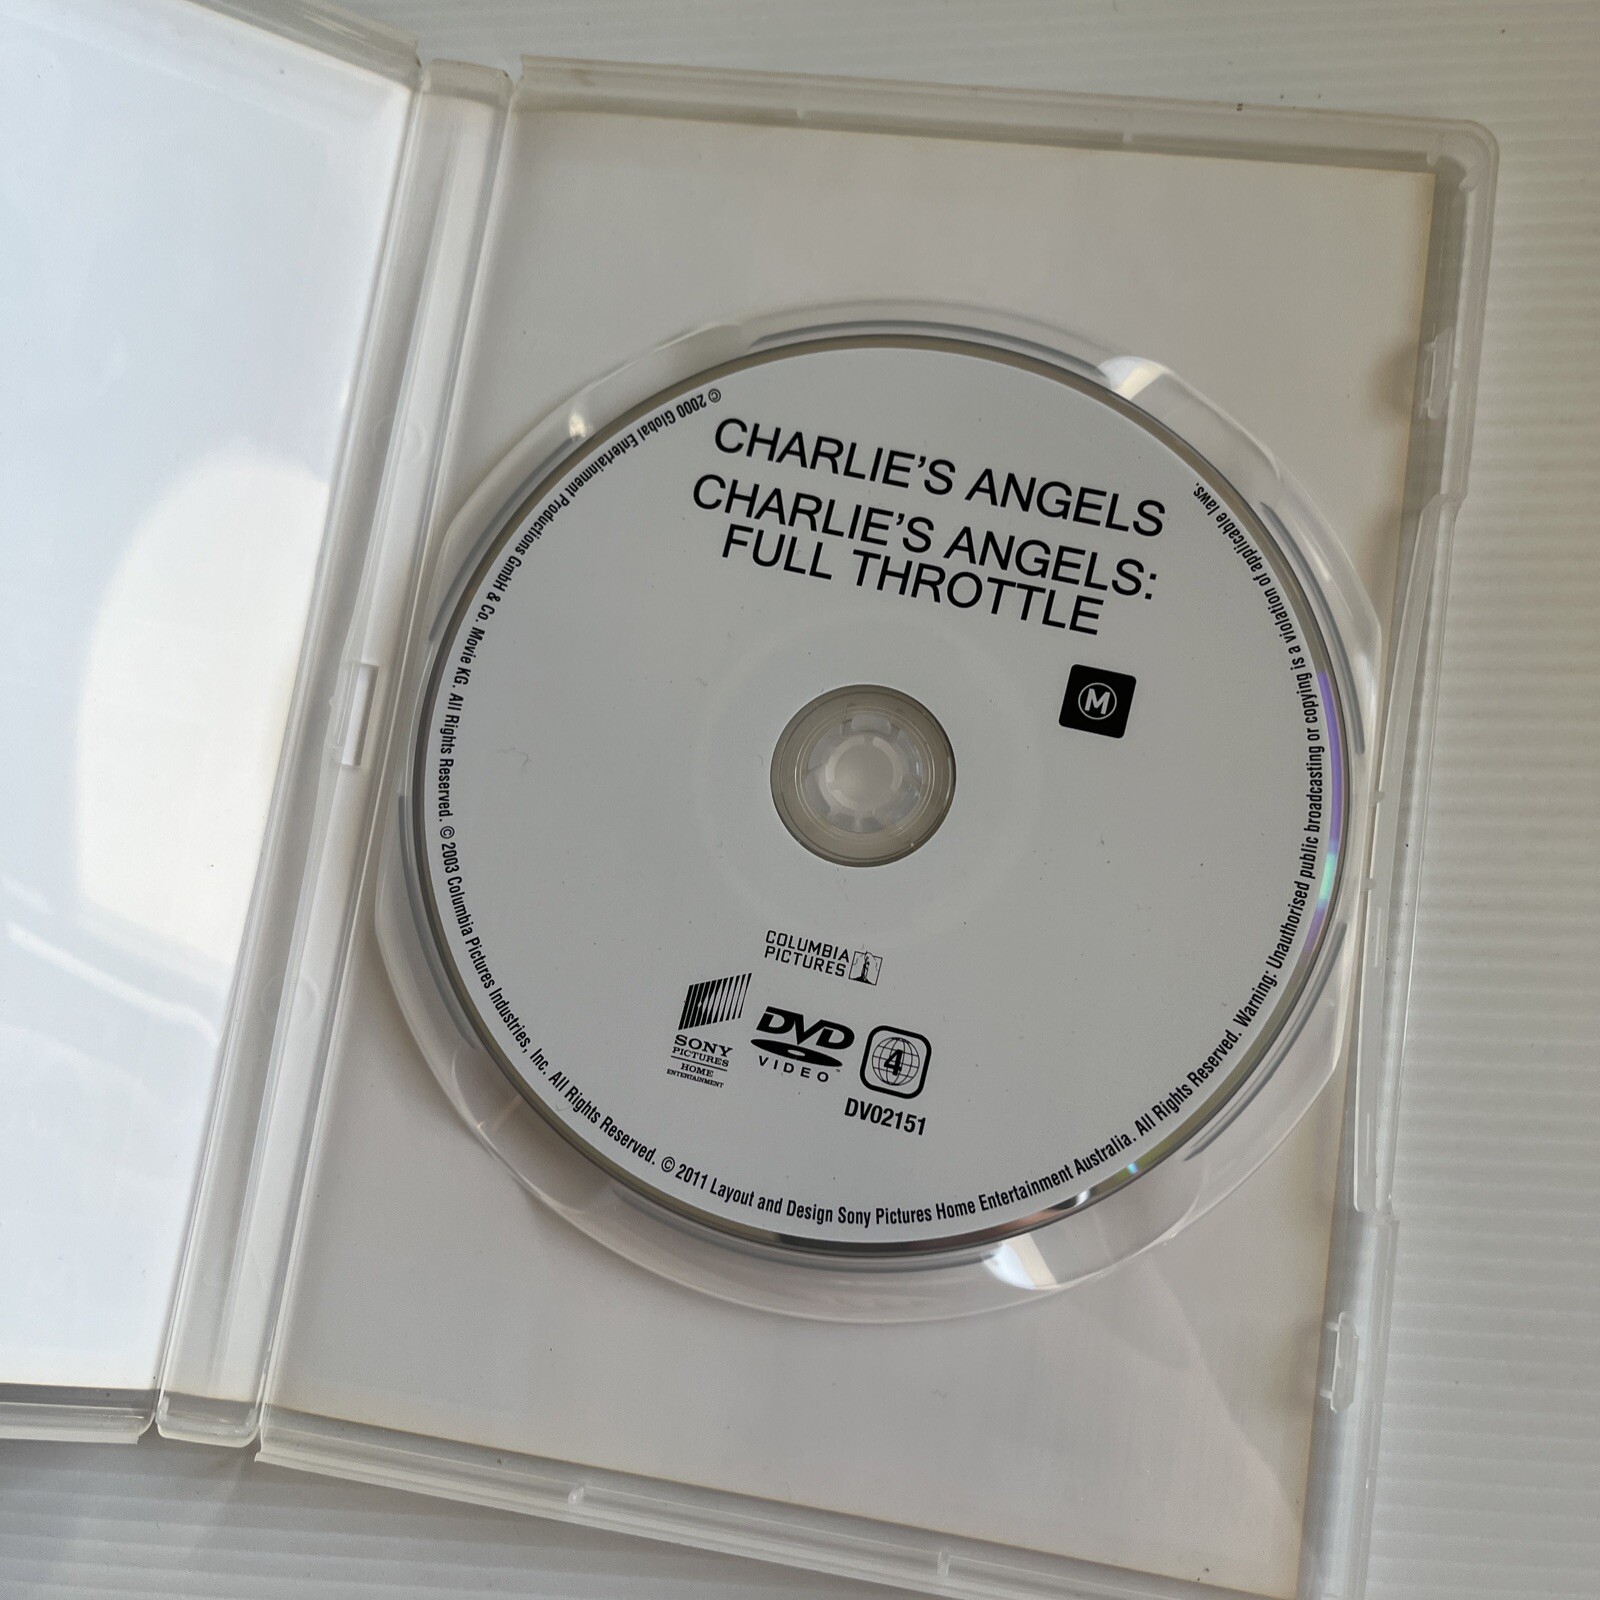 CHARLIE'S ANGELS
CHARLIE'S ANGELS:
FULL THROTTLE
M
COLUMBIA
PICTURES
SONY
PICTURES
HOME
ENTERTAINMENT
DVD
VIDEO™
4
DV02151
© 2000 Global Entertainment Productions GmbH & Co. Movie KG. All Rights Reserved. © 2003 Columbia Pictures Industries, Inc. All Rights Reserved. © 2011 Layout and Design Sony Pictures Home Entertainment Australia. All Rights Reserved. Warning: Unauthorised public broadcasting or copying is a violation of applicable laws.